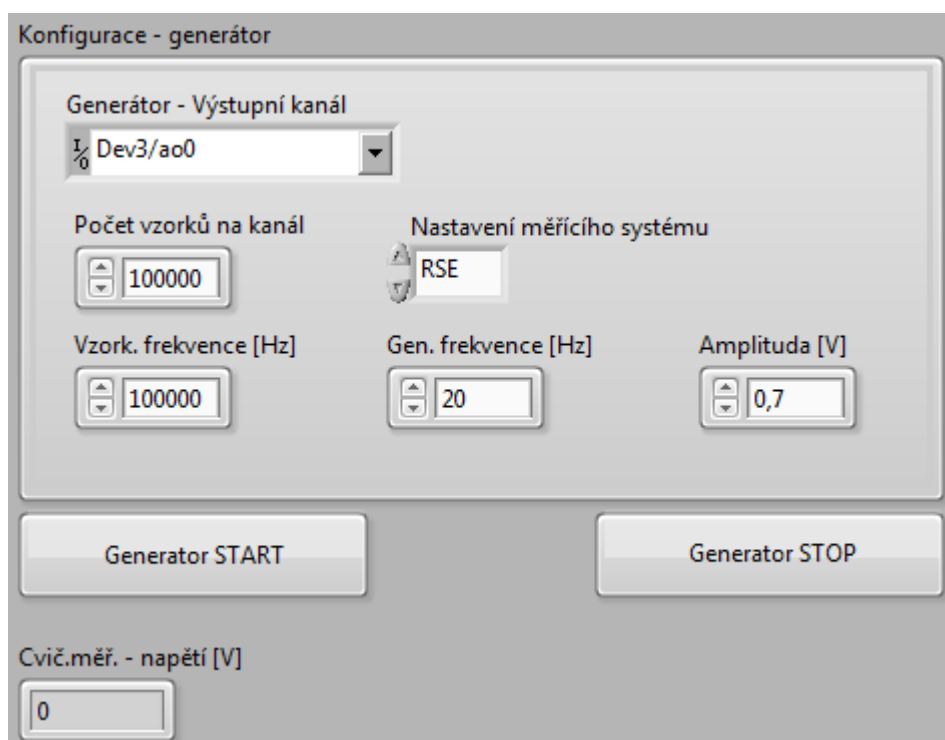 Konfigurace - generátor
Generátor - Výstupní kanál
I/0 Dev3/ao0
Počet vzorků na kanál
Nastavení měřícího systému
100000
RSE
Vzork. frekvence [Hz]
Gen. frekvence [Hz]
Amplituda [V]
100000
20
0,7
Generator START
Generator STOP
Cvič.měř. - napětí [V]
0